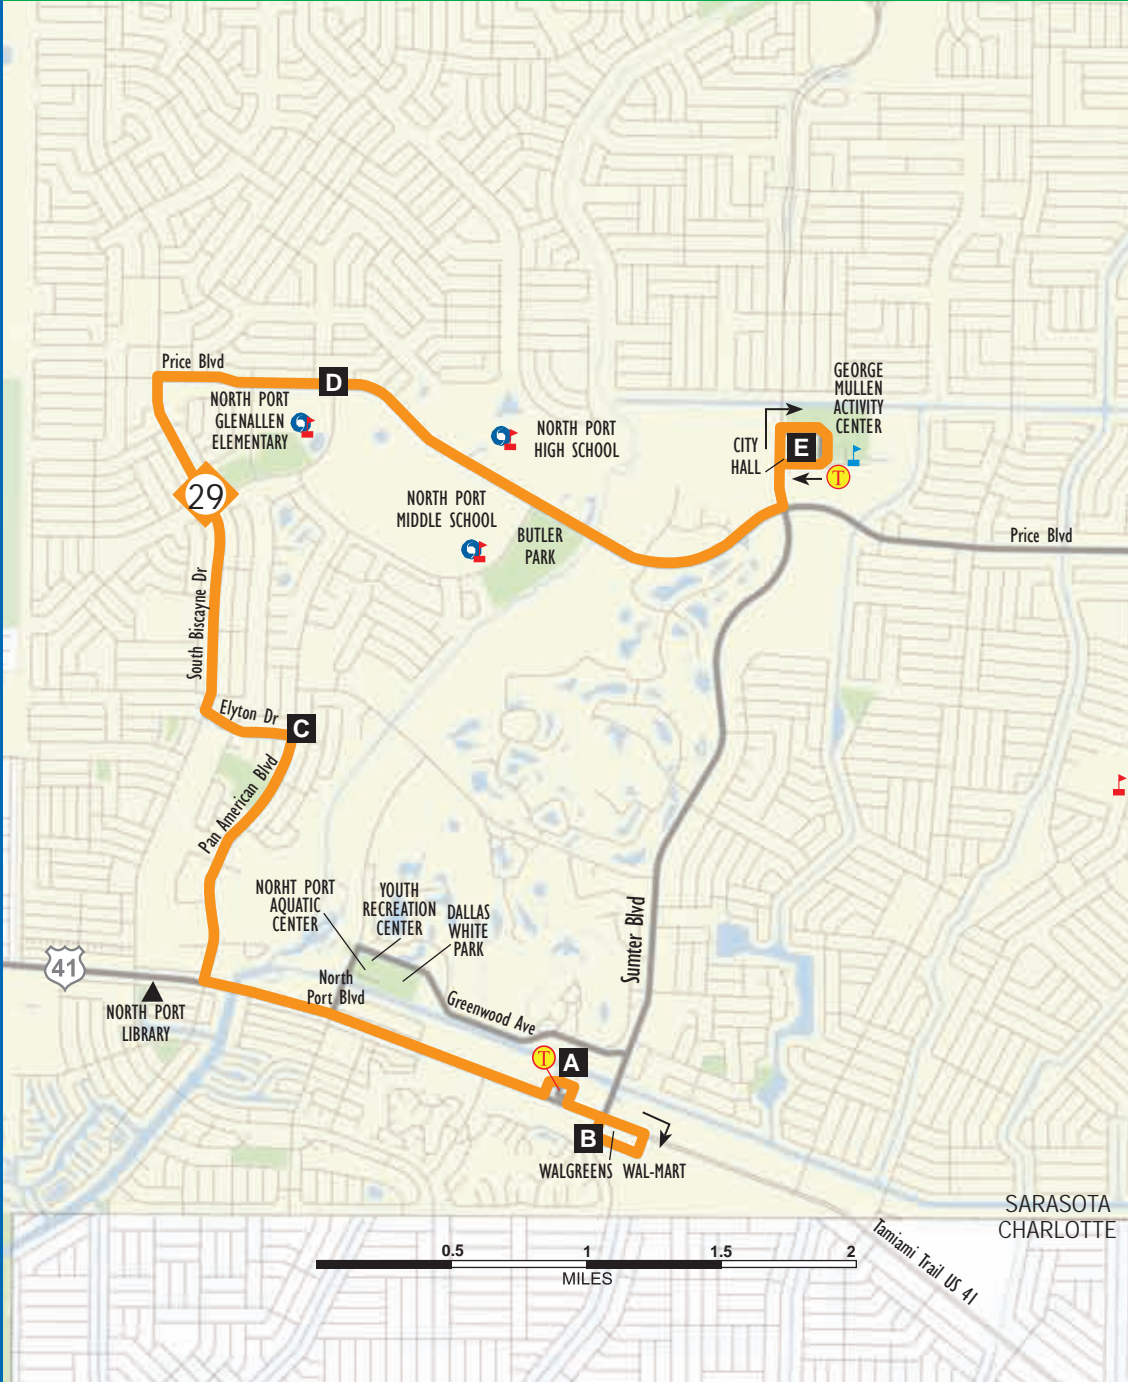 Price Blvd
D
NORTH PORT
GLENALLEN
ELEMENTARY
29
NORTH PORT
HIGH SCHOOL
GEORGE
MULLEN
ACTIVITY
CENTER
CITY
HALL
E
T
NORTH PORT
MIDDLE SCHOOL
BUTLER
PARK
Price Blvd
South Biscayne Dr
Elyton Dr
C
Pan American Blvd
NORHT PORT
AQUATIC
CENTER
YOUTH
RECREATION
CENTER
DALLAS
WHITE
PARK
Sumter Blvd
41
NORTH PORT
LIBRARY
North
Port Blvd
Greenwood Ave
T
A
B
WALGREENS
WAL-MART
SARASOTA
CHARLOTTE
Tamiami Trail US 41
0.5
1
1.5
2
MILES